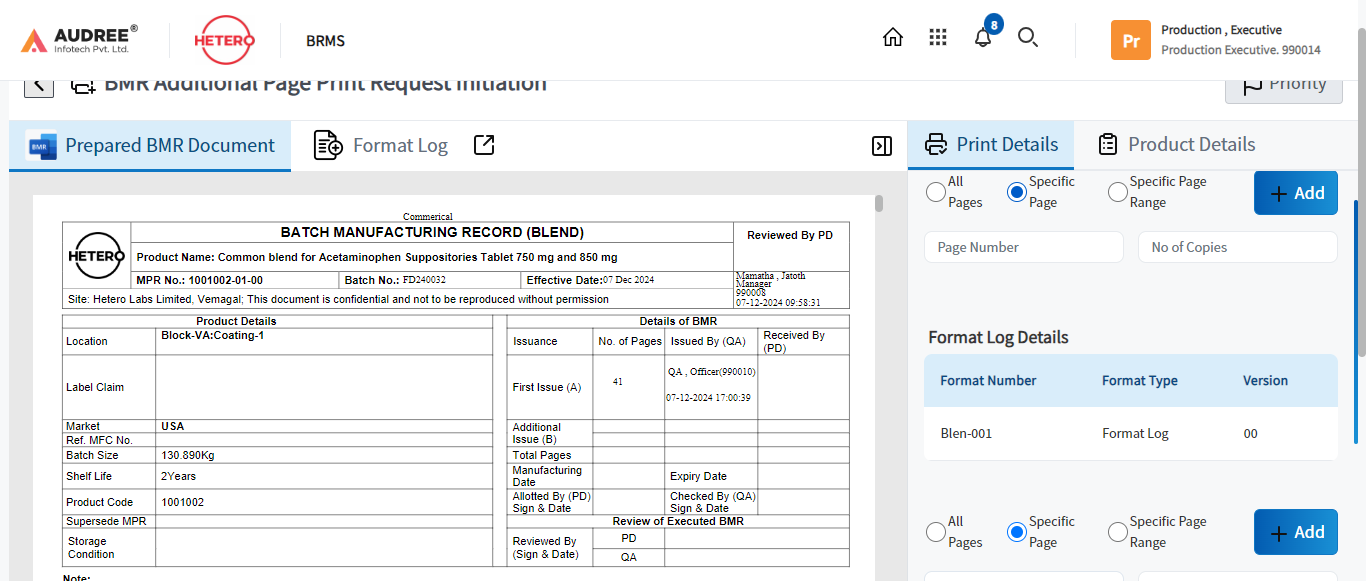 AUDREE®
Infotech Pvt. Ltd.
HETERO
BRMS
8
Pr
Production , Executive
Production Executive. 990014
BMR Additional Page Print Request Initiation
Priority
BMR
Prepared BMR Document
Format Log
Print Details
Product Details
Commerical
HETERO
BATCH MANUFACTURING RECORD (BLEND)
Reviewed By PD
Product Name: Common blend for Acetaminophen Suppositories Tablet 750 mg and 850 mg
MPR No.: 1001002-01-00
Batch No.: FD240032
Effective Date:07 Dec 2024
Mamatha , Jatoth
Manager
990008
07-12-2024 09:58:31
Site: Hetero Labs Limited, Vemagal; This document is confidential and not to be reproduced without permission
Product Details
Location
Block-VA:Coating-1
Label Claim
Market
USA
Ref. MFC No.
Batch Size
130.890Kg
Shelf Life
2Years
Product Code
1001002
Supersede MPR
Storage
Condition
Details of BMR
Issuance
No. of Pages
Issued By (QA)
Received By
(PD)
First Issue (A)
41
QA , Officer(990010)
07-12-2024 17:00:39
Additional
Issue (B)
Total Pages
Manufacturing
Date
Expiry Date
Allotted By (PD)
Sign & Date
Checked By (QA)
Sign & Date
Review of Executed BMR
Reviewed By
(Sign & Date)
PD
QA
Note:
All
Pages
Specific
Page
Specific Page
Range
+ Add
Page Number
No of Copies
Format Log Details
Format Number
Format Type
Version
Blen-001
Format Log
00
All
Pages
Specific
Page
Specific Page
Range
+ Add